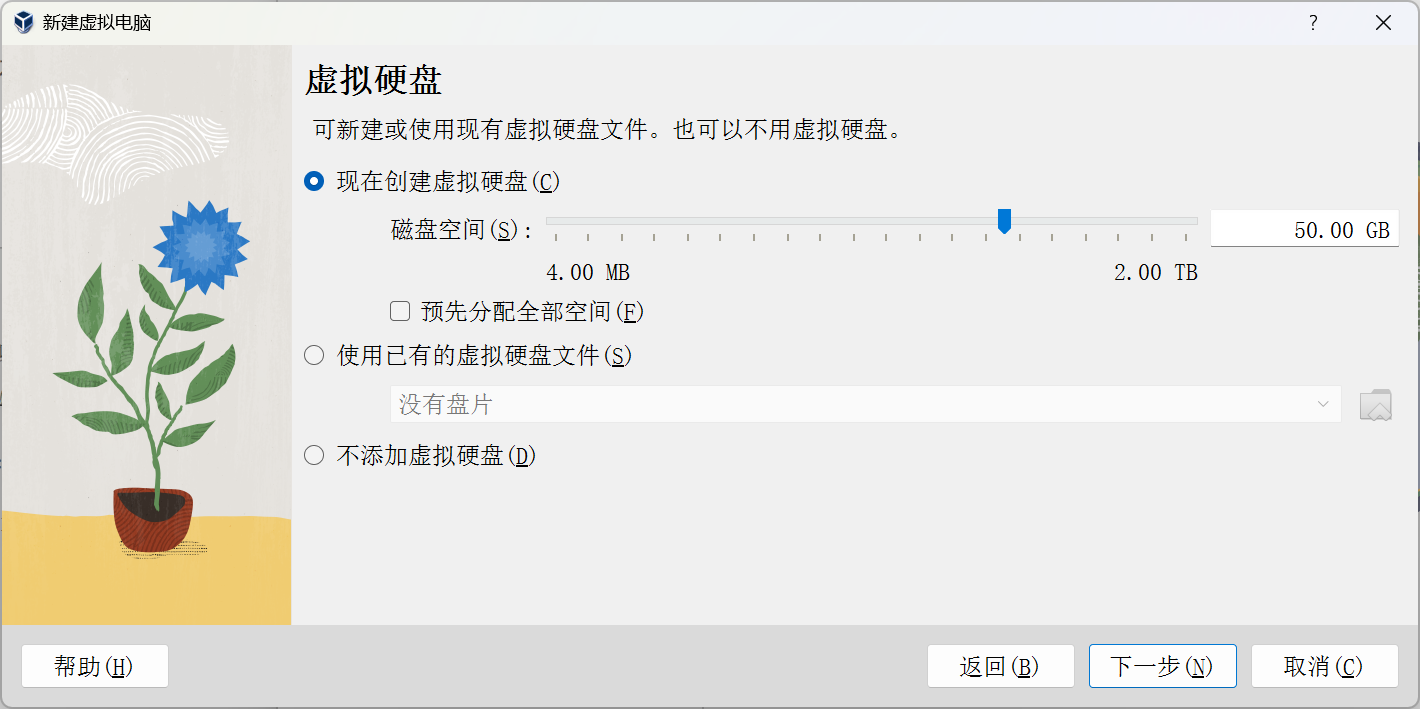 新建虚拟电脑
?
虚拟硬盘
可新建或使用现有虚拟硬盘文件。也可以不用虚拟硬盘。
现在创建虚拟硬盘(C)
磁盘空间(S): 50.00 GB
4.00 MB 2.00 TB
预先分配全部空间(F)
使用已有的虚拟硬盘文件(S)
没有盘片
不添加虚拟硬盘(D)
帮助(H) 返回(B) 下一步(N) 取消(C)